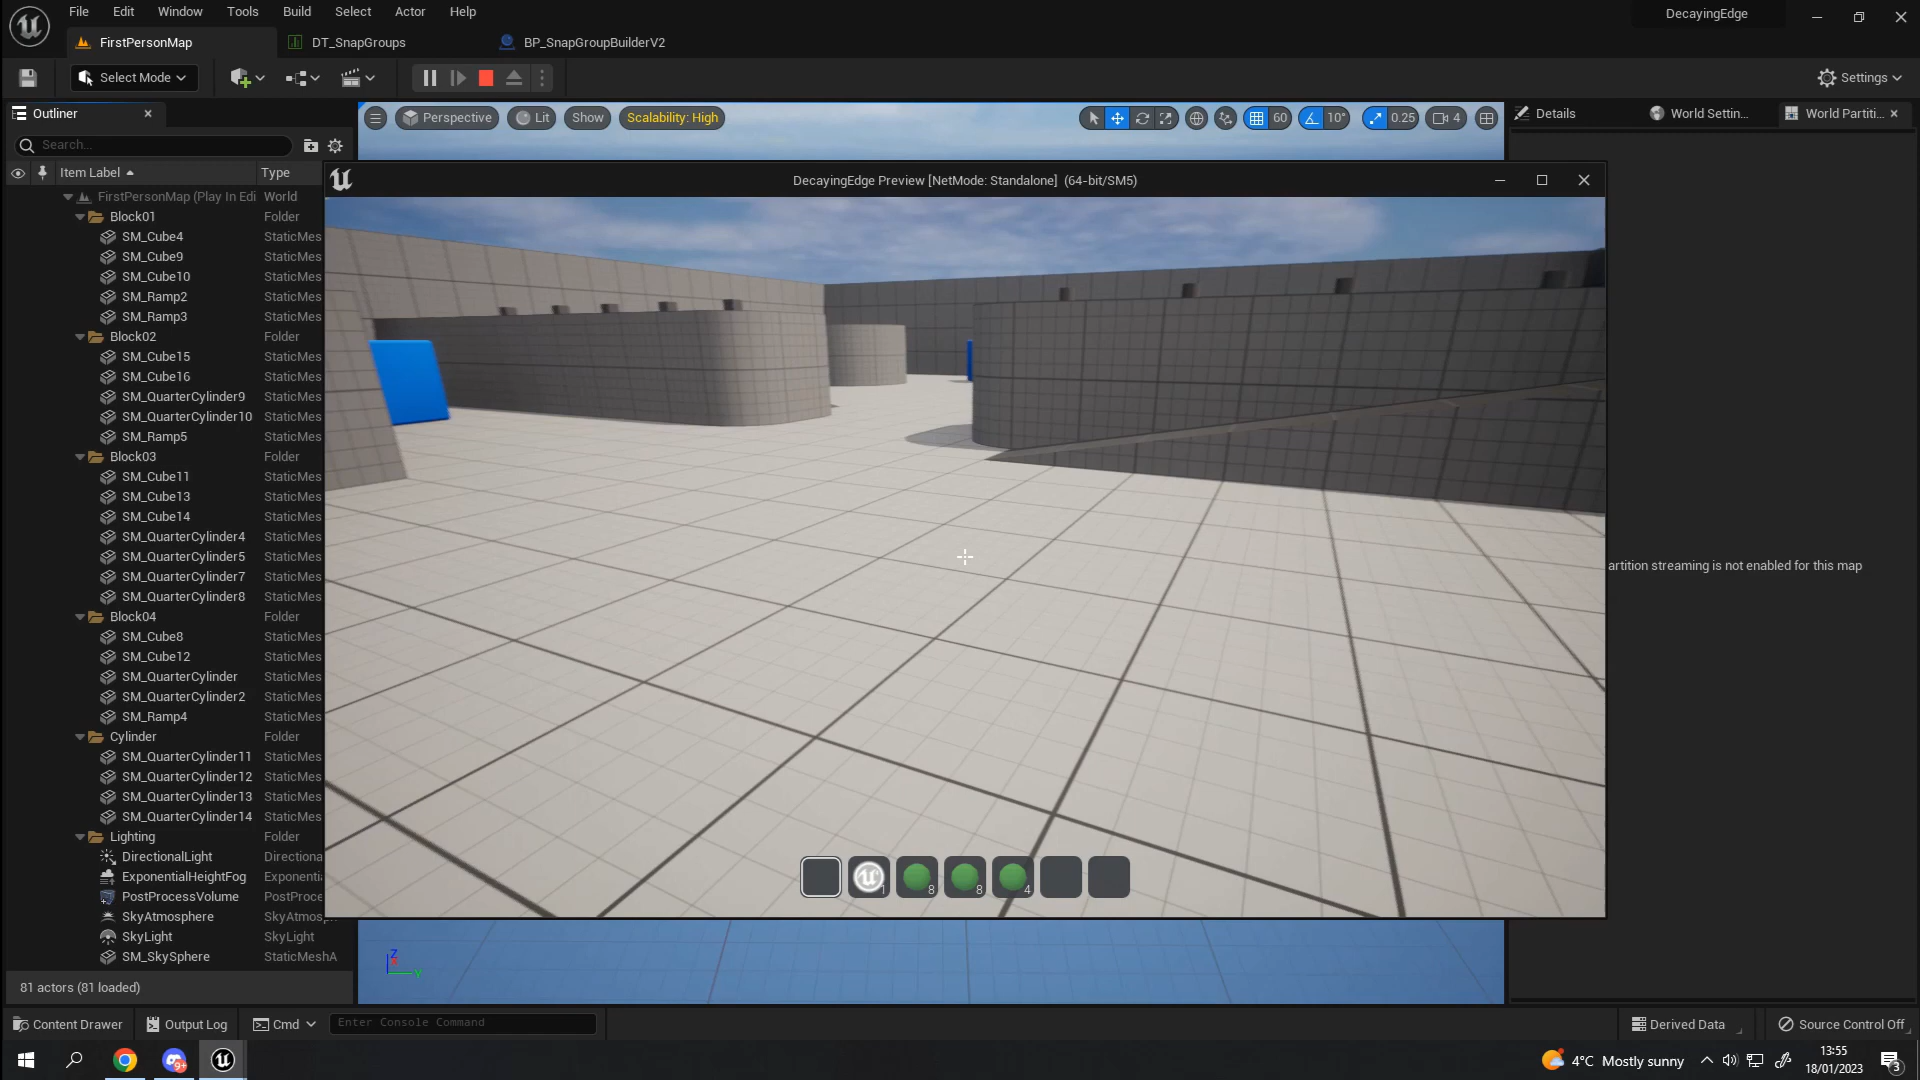 File Edit Window Tools Build Select Actor Help
DecayingEdge
FirstPersonMap DT_SnapGroups BP_SnapGroupBuilderV2
Select Mode Settings
Outliner Perspective Lit Show Scalability: High 60 10° 0.25 4 Details World Settin... World Partiti...
Search...
Item Label Type
DecayingEdge Preview [NetMode: Standalone] (64-bit/SM5)
FirstPersonMap (Play In Edi World
Block01 Folder
SM_Cube4 StaticMes
SM_Cube9 StaticMes
SM_Cube10 StaticMes
SM_Ramp2 StaticMes
SM_Ramp3 StaticMes
Block02 Folder
SM_Cube15 StaticMes
SM_Cube16 StaticMes
SM_QuarterCylinder9 StaticMes
SM_QuarterCylinder10 StaticMes
SM_Ramp5 StaticMes
Block03 Folder
SM_Cube11 StaticMes
SM_Cube13 StaticMes
SM_Cube14 StaticMes
SM_QuarterCylinder4 StaticMes
SM_QuarterCylinder5 StaticMes
artition streaming is not enabled for this map
SM_QuarterCylinder7 StaticMes
SM_QuarterCylinder8 StaticMes
Block04 Folder
SM_Cube8 StaticMes
SM_Cube12 StaticMes
SM_QuarterCylinder StaticMes
SM_QuarterCylinder2 StaticMes
SM_Ramp4 StaticMes
Cylinder Folder
SM_QuarterCylinder11 StaticMes
SM_QuarterCylinder12 StaticMes
SM_QuarterCylinder13 StaticMes
SM_QuarterCylinder14 StaticMes
Lighting Folder
DirectionalLight Directiona
ExponentialHeightFog Exponenti
1 8 8 4
PostProcessVolume PostProce
SkyAtmosphere SkyAtmosp
SkyLight SkyLight
SM_SkySphere StaticMeshA
Z
Y
81 actors (81 loaded)
Content Drawer Output Log Cmd Enter Console Command Derived Data Source Control Off
9+ 4°C Mostly sunny 13:55
18/01/2023 3